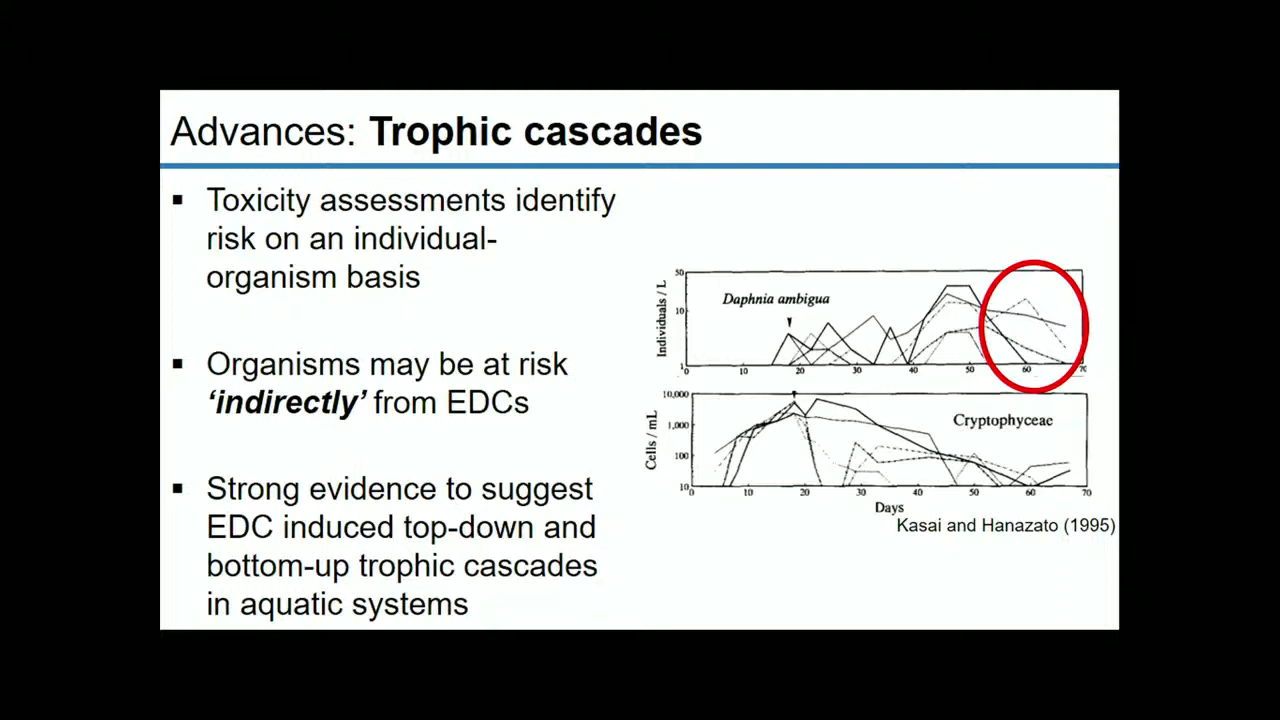 Advances: Trophic cascades
▪ Toxicity assessments identify
risk on an individual-
organism basis
▪ Organisms may be at risk
‘indirectly’ from EDCs
▪ Strong evidence to suggest
EDC induced top-down and
bottom-up trophic cascades
in aquatic systems
Individuals / L
50
10
1
Daphnia ambigua
0 10 20 30 40 50 60 70
Cells / mL
10,000
1,000
100
10
Cryptophyceae
0 10 20 30 40 50 60 70
Days
Kasai and Hanazato (1995)